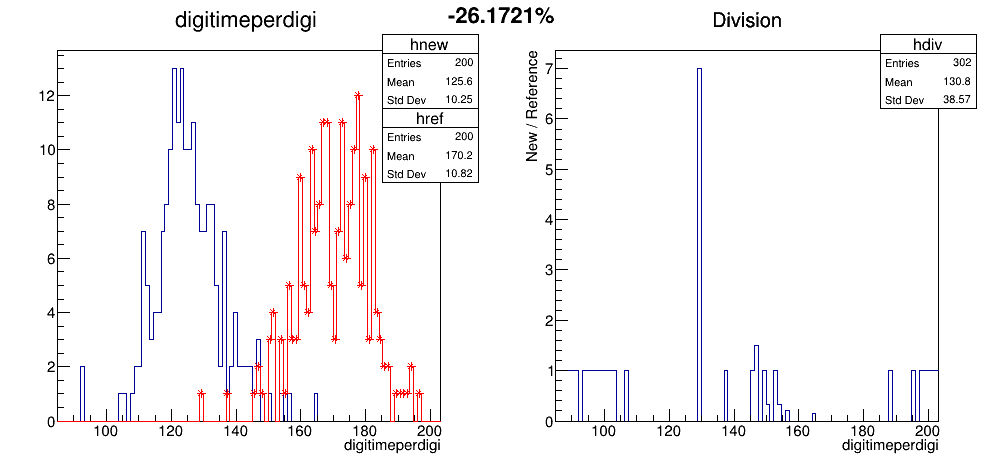 -26.1721%
digitimeperdigi
hnew
Entries 200
Mean 125.6
Std Dev 10.25
href
Entries 200
Mean 170.2
Std Dev 10.82
12
10
8
6
4
2
0
100 120 140 160 180 200
digitimeperdigi
Division
hdiv
Entries 302
Mean 130.8
Std Dev 38.57
New / Reference
7
6
5
4
3
2
1
0
100 120 140 160 180 200
digitimeperdigi